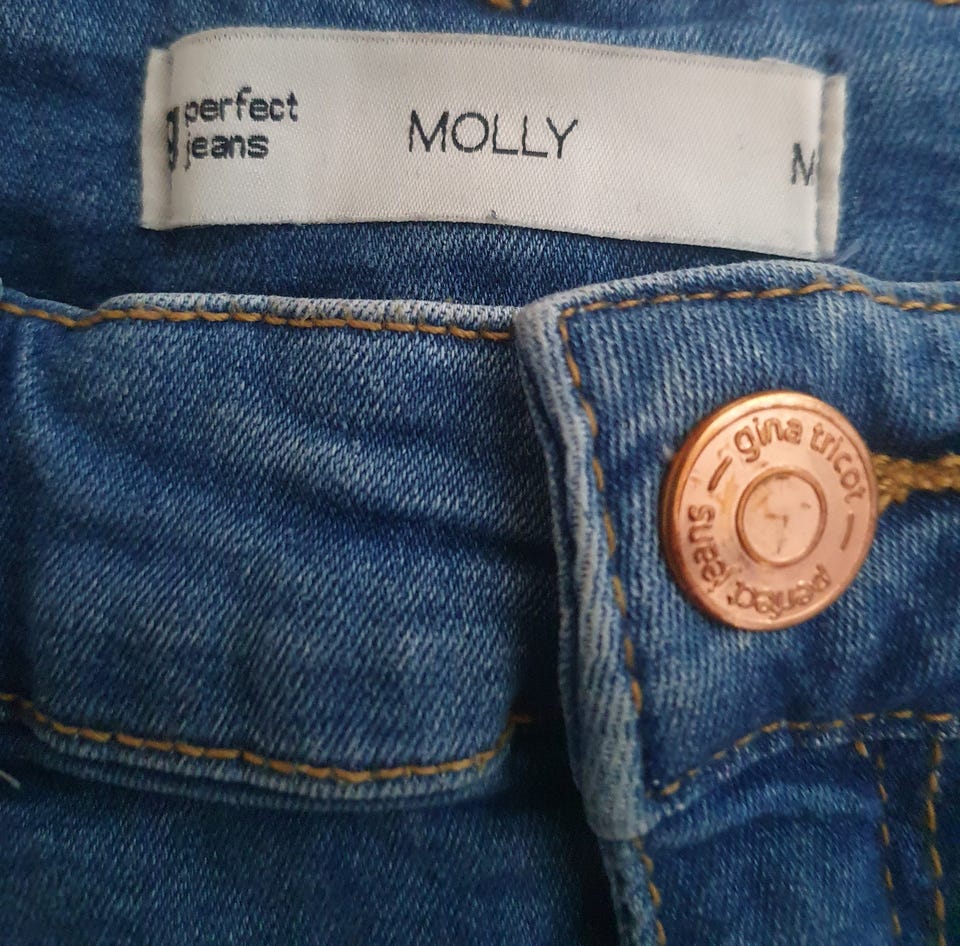 g perfect
jeans
MOLLY
M
gina tricot
perfect jeans